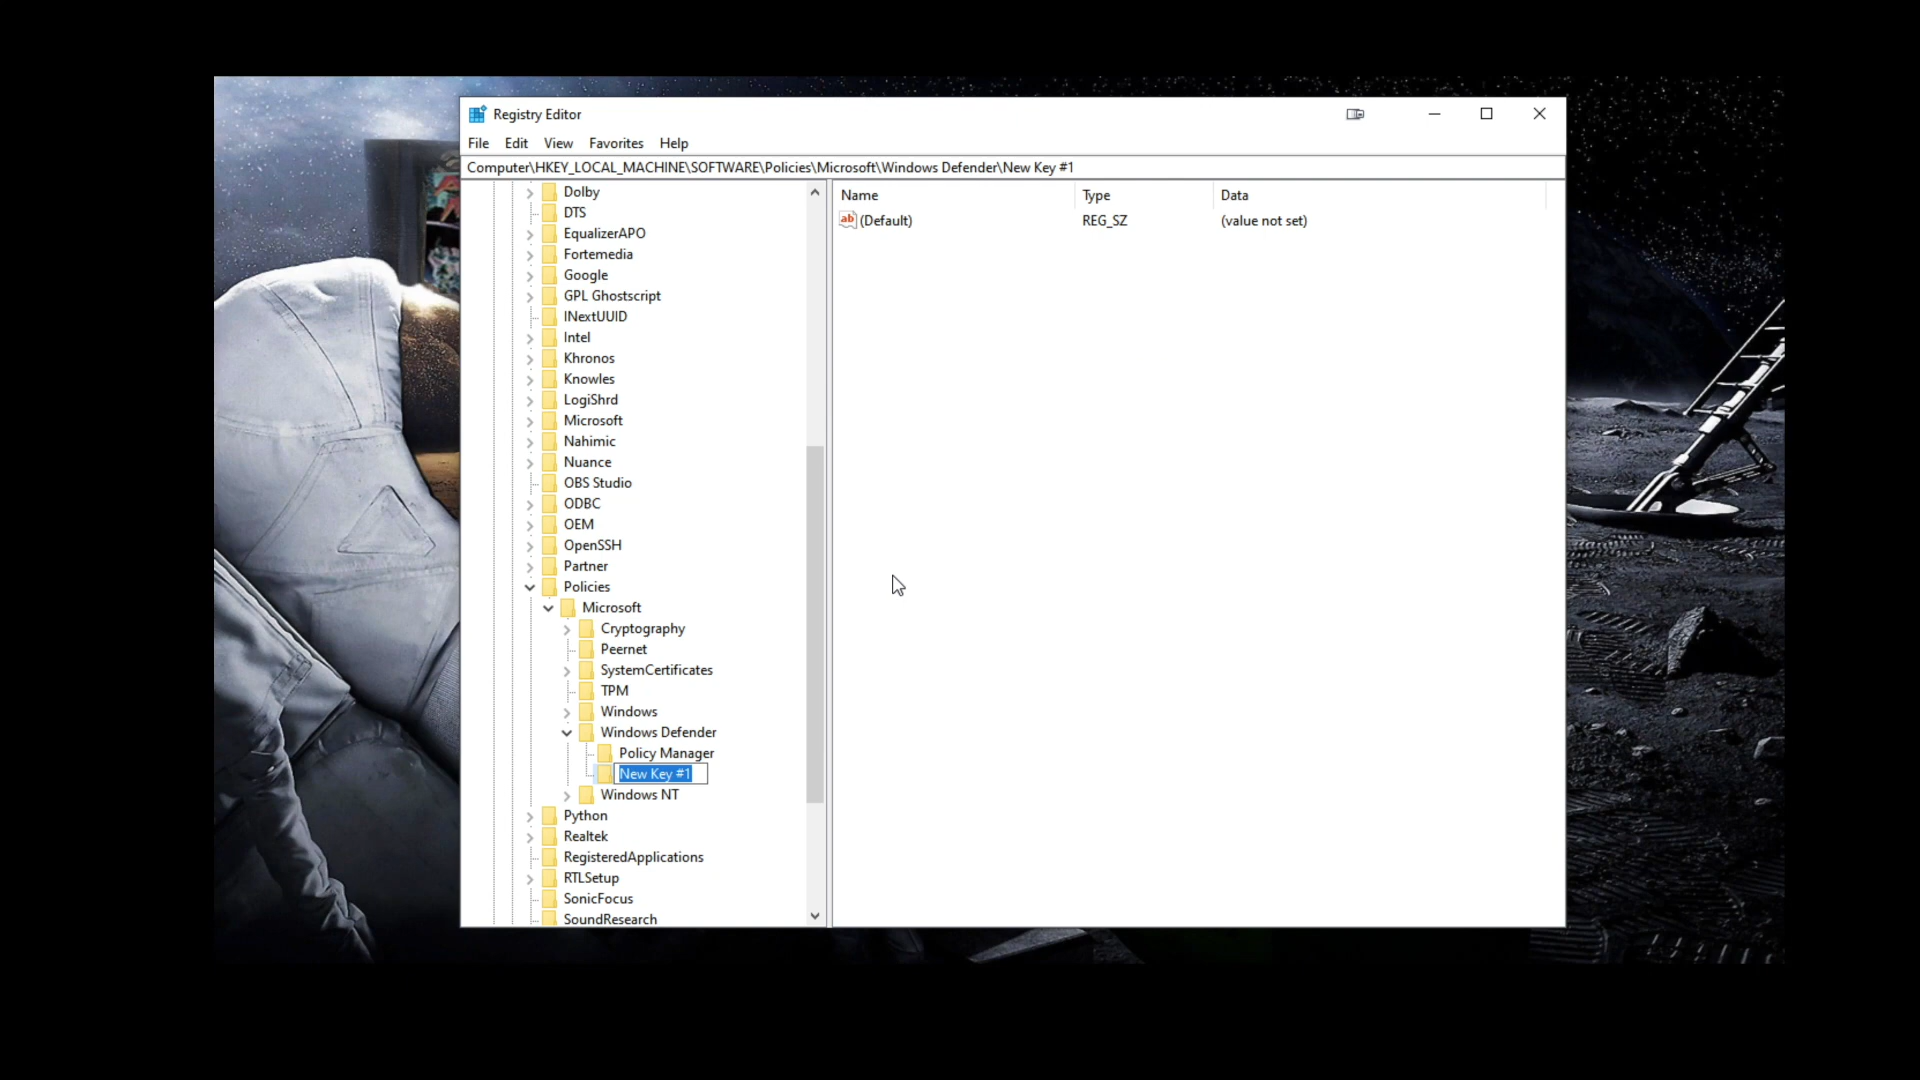 Registry Editor
File Edit View Favorites Help
Computer\HKEY_LOCAL_MACHINE\SOFTWARE\Policies\Microsoft\Windows Defender\New Key #1
Dolby
DTS
EqualizerAPO
Fortemedia
Google
GPL Ghostscript
INextUUID
Intel
Khronos
Knowles
LogiShrd
Microsoft
Nahimic
Nuance
OBS Studio
ODBC
OEM
OpenSSH
Partner
Policies
Microsoft
Cryptography
Peernet
SystemCertificates
TPM
Windows
Windows Defender
Policy Manager
New Key #1
Windows NT
Python
Realtek
RegisteredApplications
RTLSetup
SonicFocus
SoundResearch
Name Type Data
ab (Default) REG_SZ (value not set)